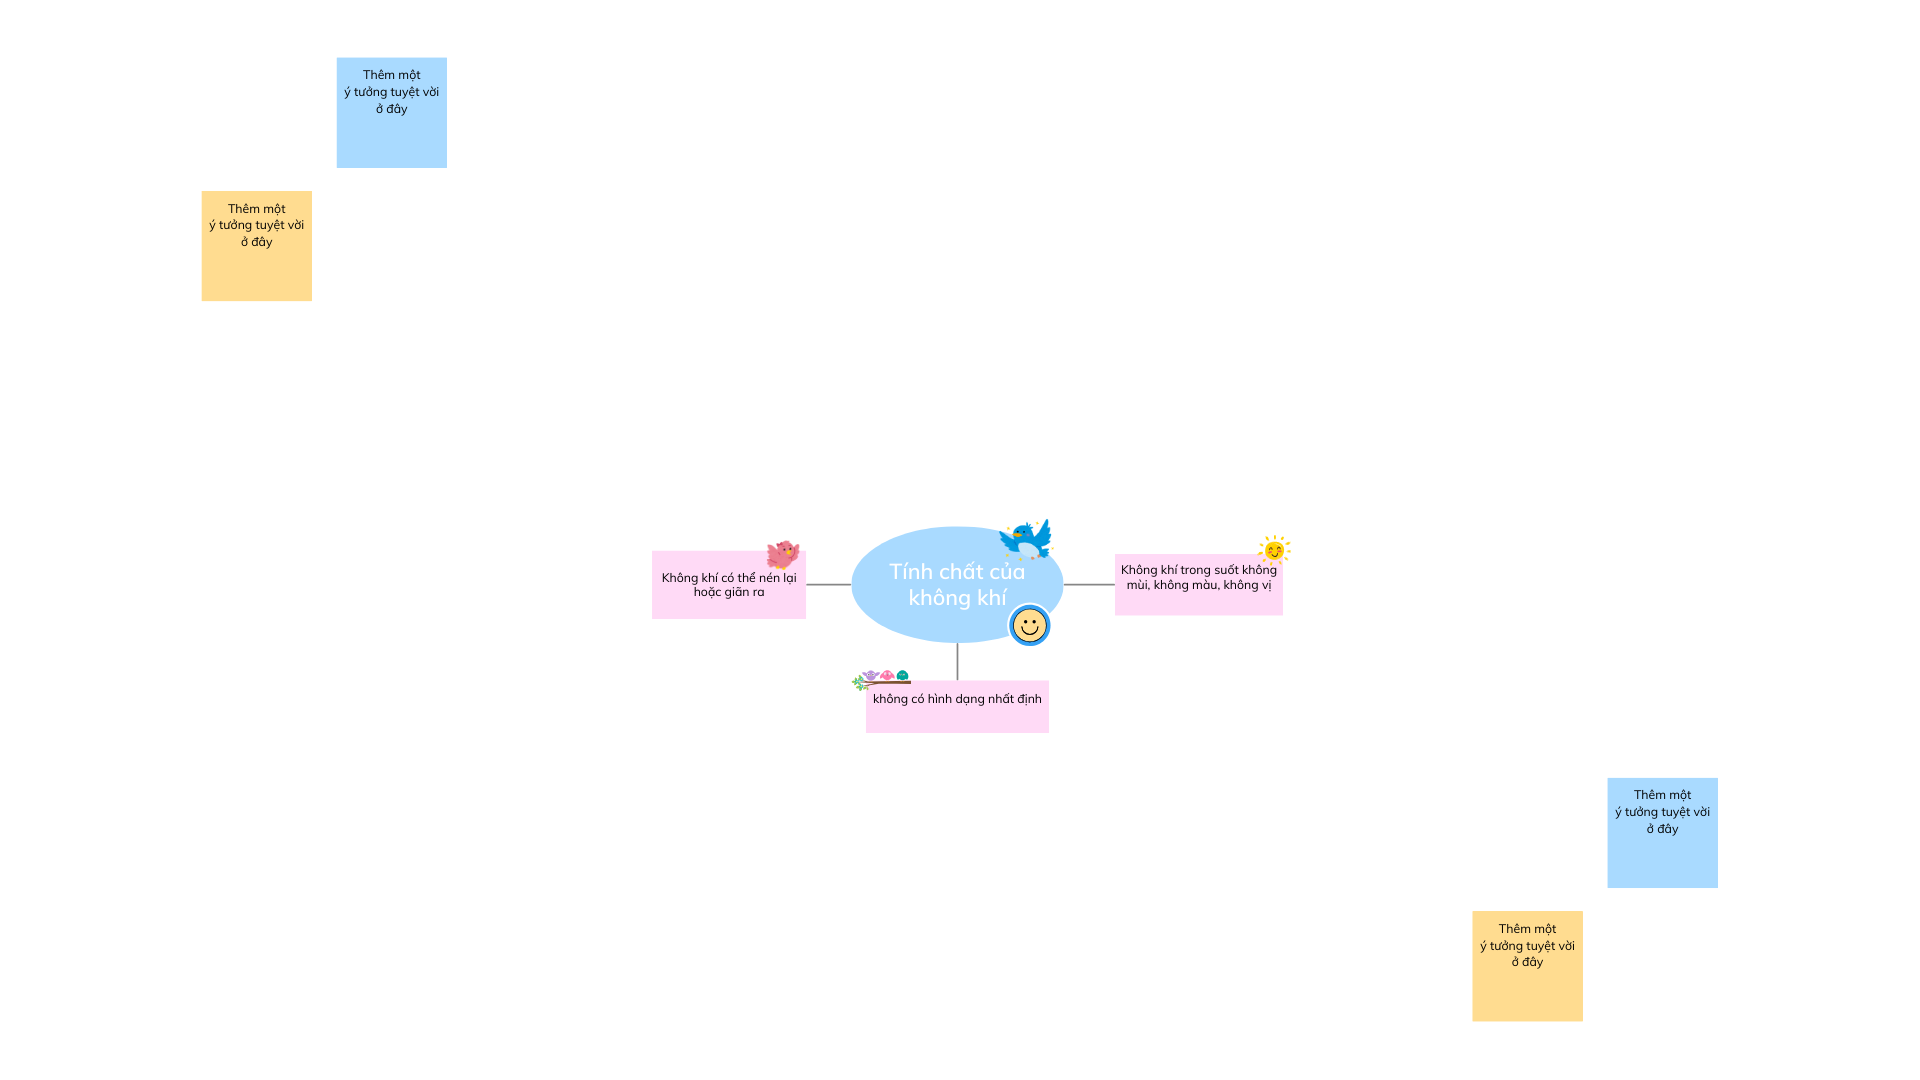 Thêm một
ý tưởng tuyệt vời
ở đây
Thêm một
ý tưởng tuyệt vời
ở đây
Không khí có thể nén lại
hoặc giãn ra
Tính chất của
không khí
Không khí trong suốt không
mùi, không màu, không vị
không có hình dạng nhất định
Thêm một
ý tưởng tuyệt vời
ở đây
Thêm một
ý tưởng tuyệt vời
ở đây